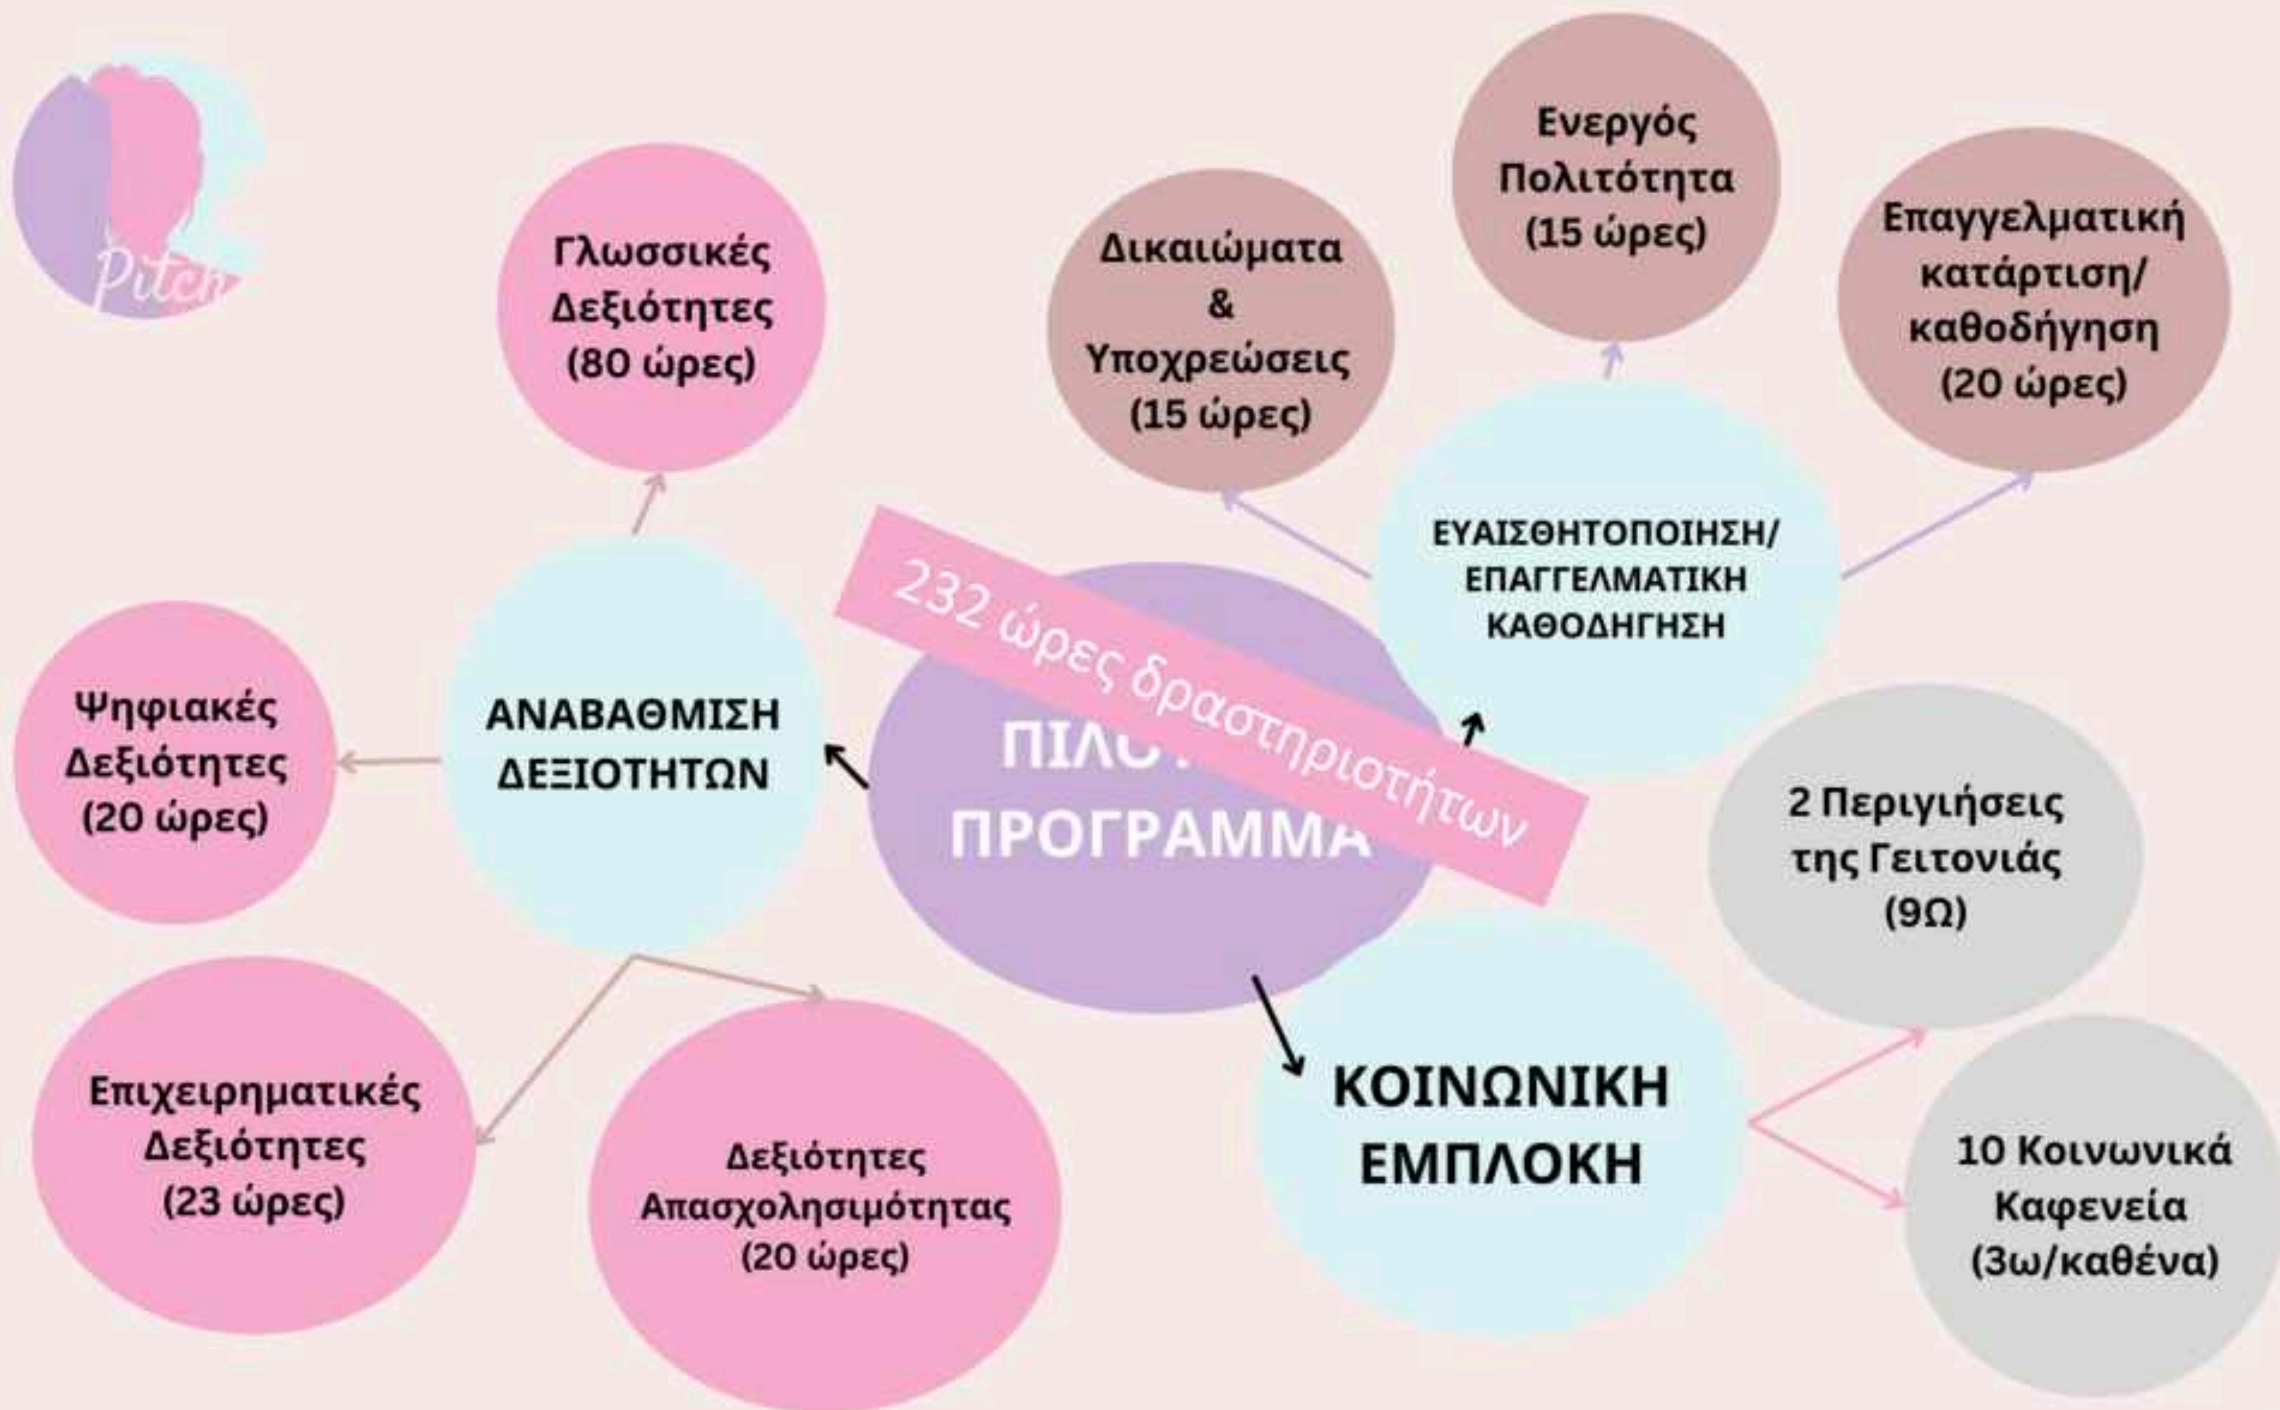 Pitch
Γλωσσικές
Δεξιότητες
(80 ώρες)
Δικαιώματα
&
Υποχρεώσεις
(15 ώρες)
Ενεργός
Πολιτότητα
(15 ώρες)
Επαγγελματική
κατάρτιση/
καθοδήγηση
(20 ώρες)
ΕΥΑΙΣΘΗΤΟΠΟΙΗΣΗ/
ΕΠΑΓΓΕΛΜΑΤΙΚΗ
ΚΑΘΟΔΗΓΗΣΗ
232 ώρες δραστηριοτήτων
ΠΡΟΓΡΑΜΜΑ
ΑΝΑΒΑΘΜΙΣΗ
ΔΕΞΙΟΤΗΤΩΝ
Ψηφιακές
Δεξιότητες
(20 ώρες)
Επιχειρηματικές
Δεξιότητες
(23 ώρες)
Δεξιότητες
Απασχολησιμότητας
(20 ώρες)
ΚΟΙΝΩΝΙΚΗ
ΕΜΠΛΟΚΗ
2 Περιγιήσεις
της Γειτονιάς
(9Ω)
10 Κοινωνικά
Καφενεία
(3ω/καθένα)